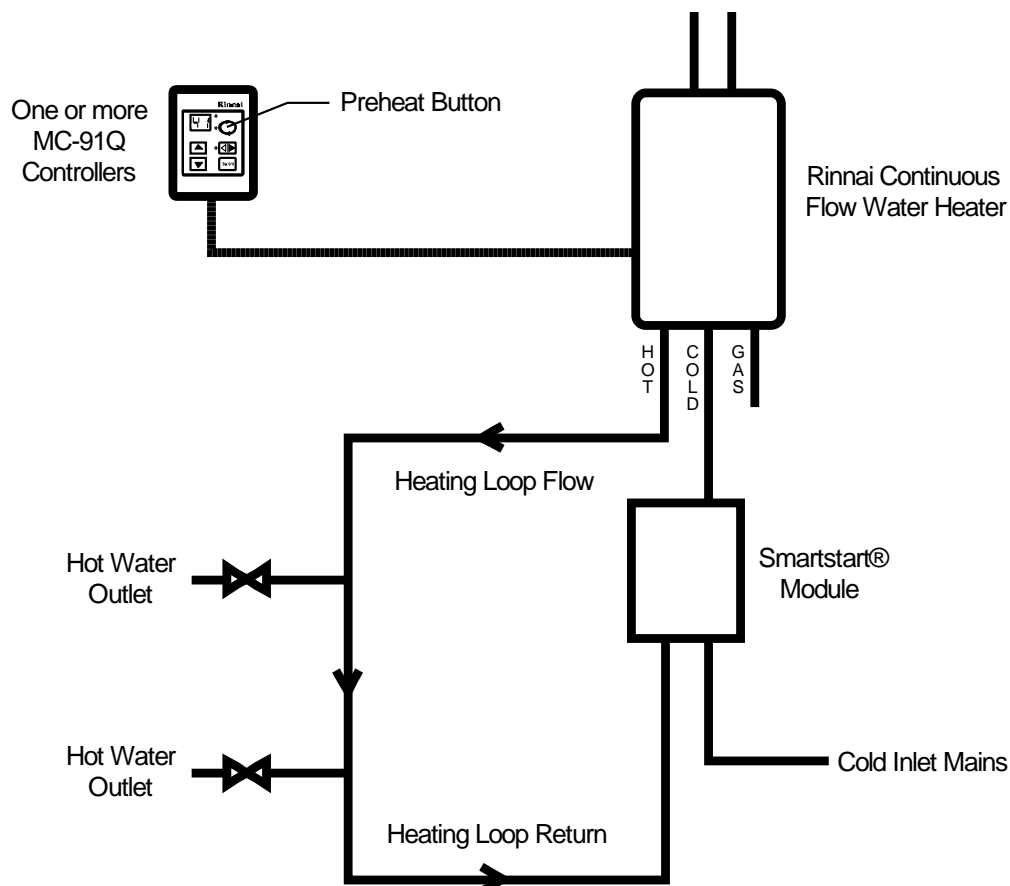 One or more
MC-91Q
Controllers
Rinnai
41
Preheat Button
Rinnai Continuous
Flow Water Heater
HOT
COLD
GAS
Heating Loop Flow
Hot Water
Outlet
Smartstart®
Module
Hot Water
Outlet
Cold Inlet Mains
Heating Loop Return